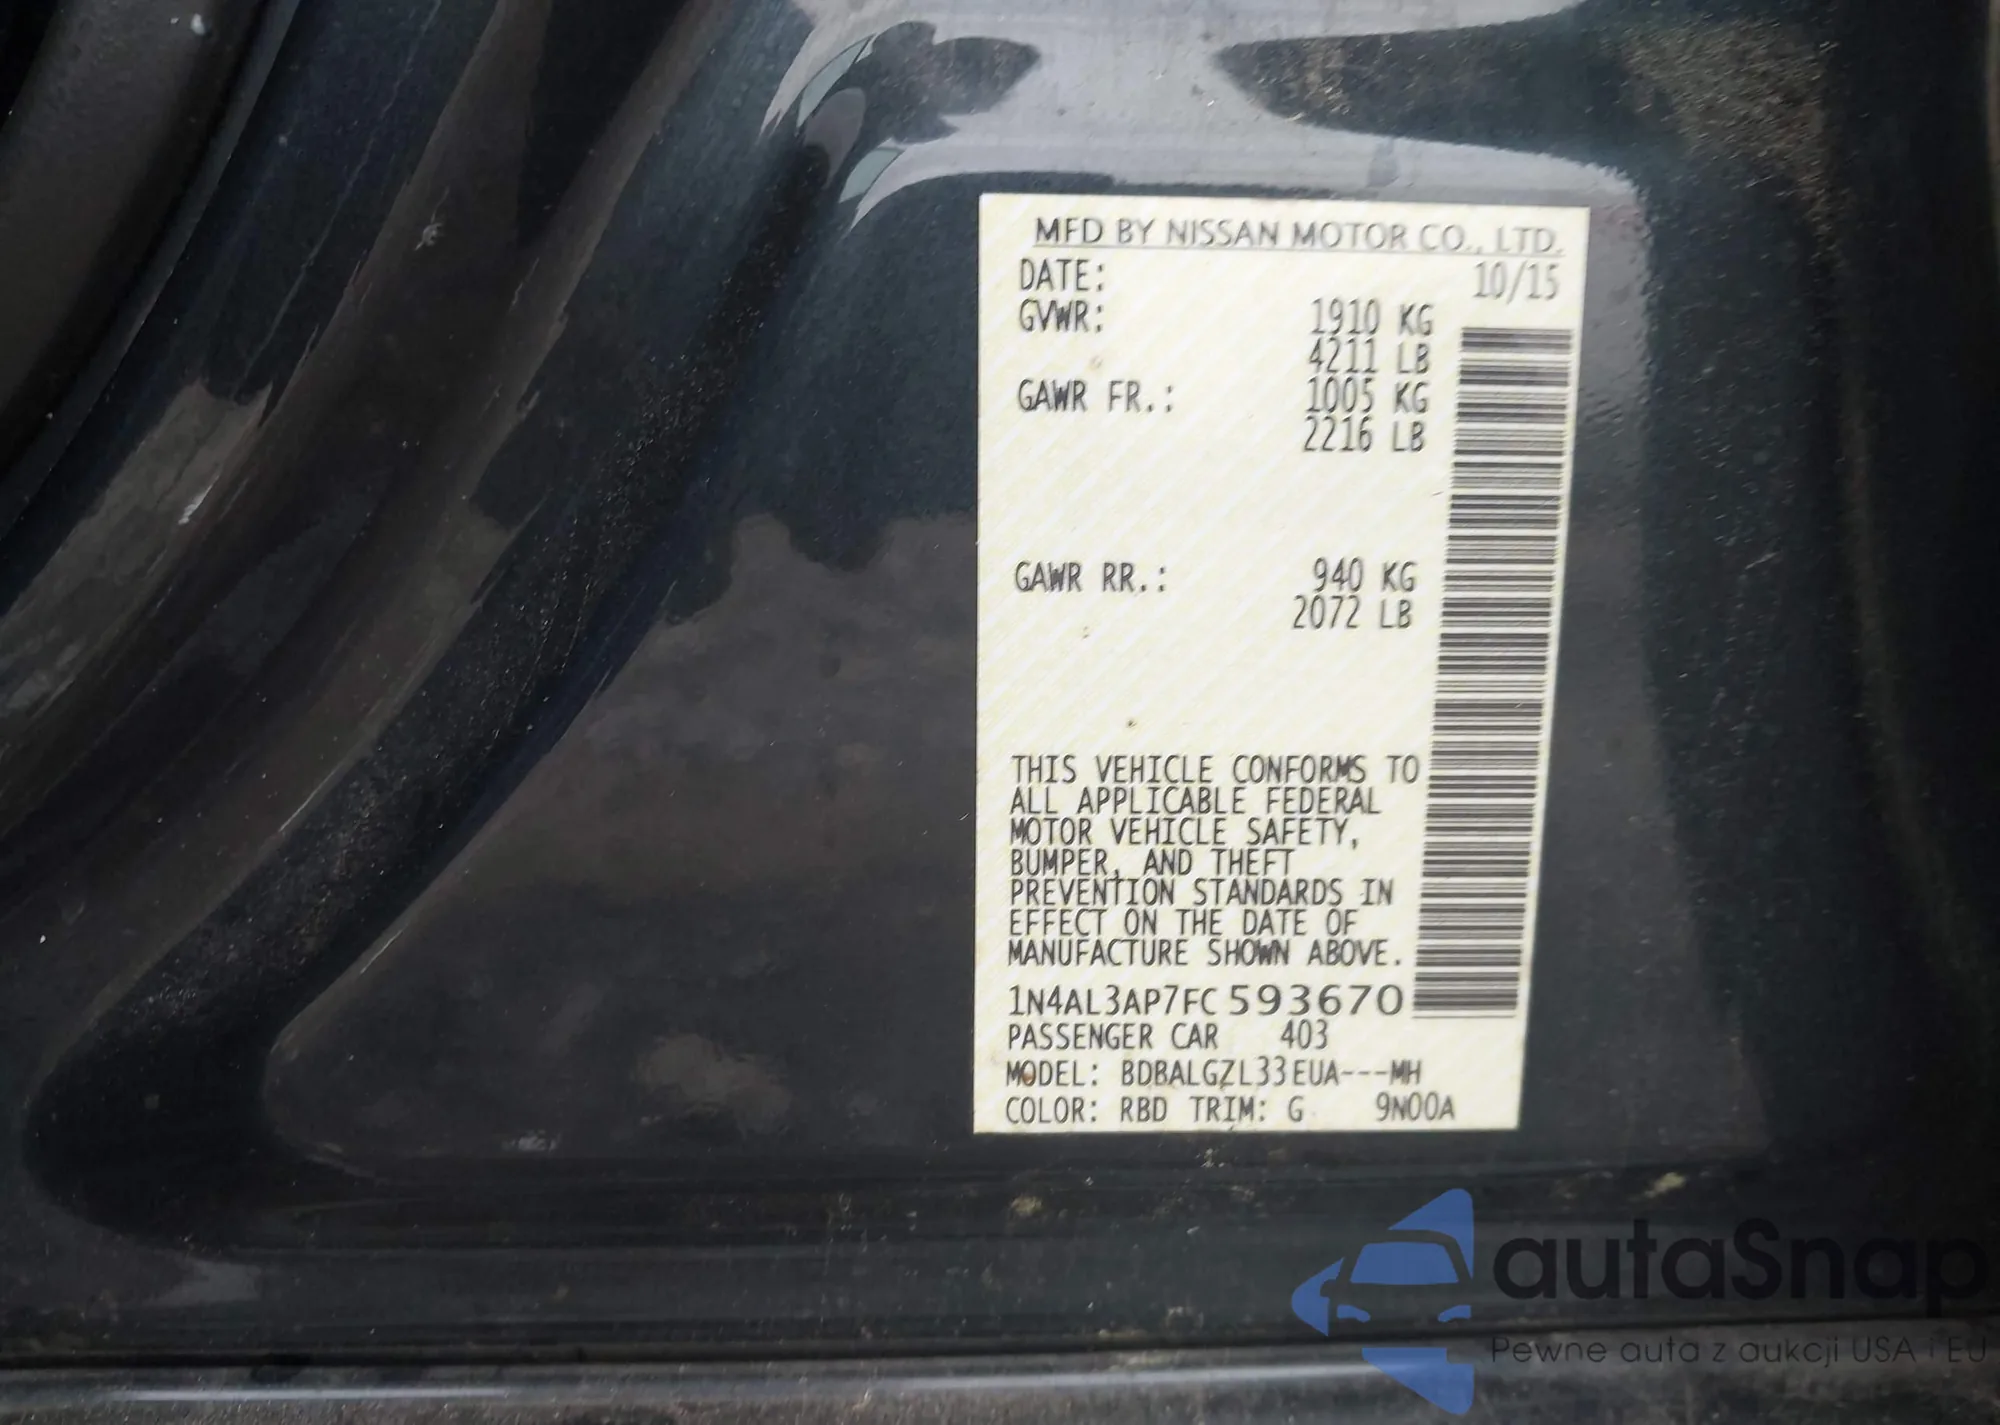 MFD BY NISSAN MOTOR CO., LTD.
DATE: 10/15
GVWR: 1910 KG
4211 LB
GAWR FR.: 1005 KG
2216 LB
GAWR RR.: 940 KG
2072 LB
THIS VEHICLE CONFORMS TO
ALL APPLICABLE FEDERAL
MOTOR VEHICLE SAFETY,
BUMPER, AND THEFT
PREVENTION STANDARDS IN
EFFECT ON THE DATE OF
MANUFACTURE SHOWN ABOVE.
1N4AL3AP7FC593670
PASSENGER CAR 403
MODEL: BDBALGZL33EUA---MH
COLOR: RBD TRIM: G 9N00A
autaSnap
Pewne auta z aukcji USA i EU